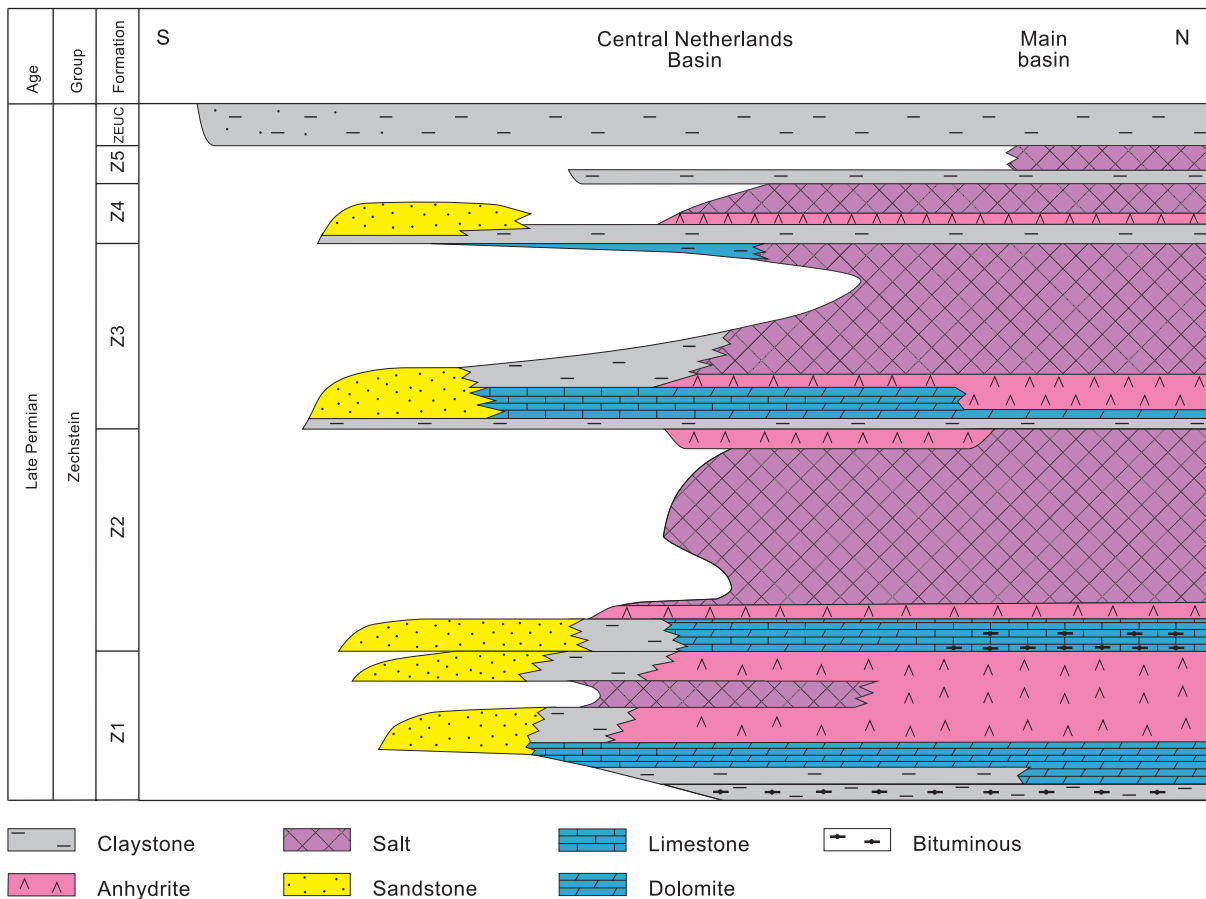 Age
Group
Formation
S
Central Netherlands
Basin
Main
basin
N
Late Permian
Zechstein
ZEUC
Z5
Z4
Z3
Z2
Z1
Claystone
Salt
Limestone
Bituminous
Anhydrite
Sandstone
Dolomite